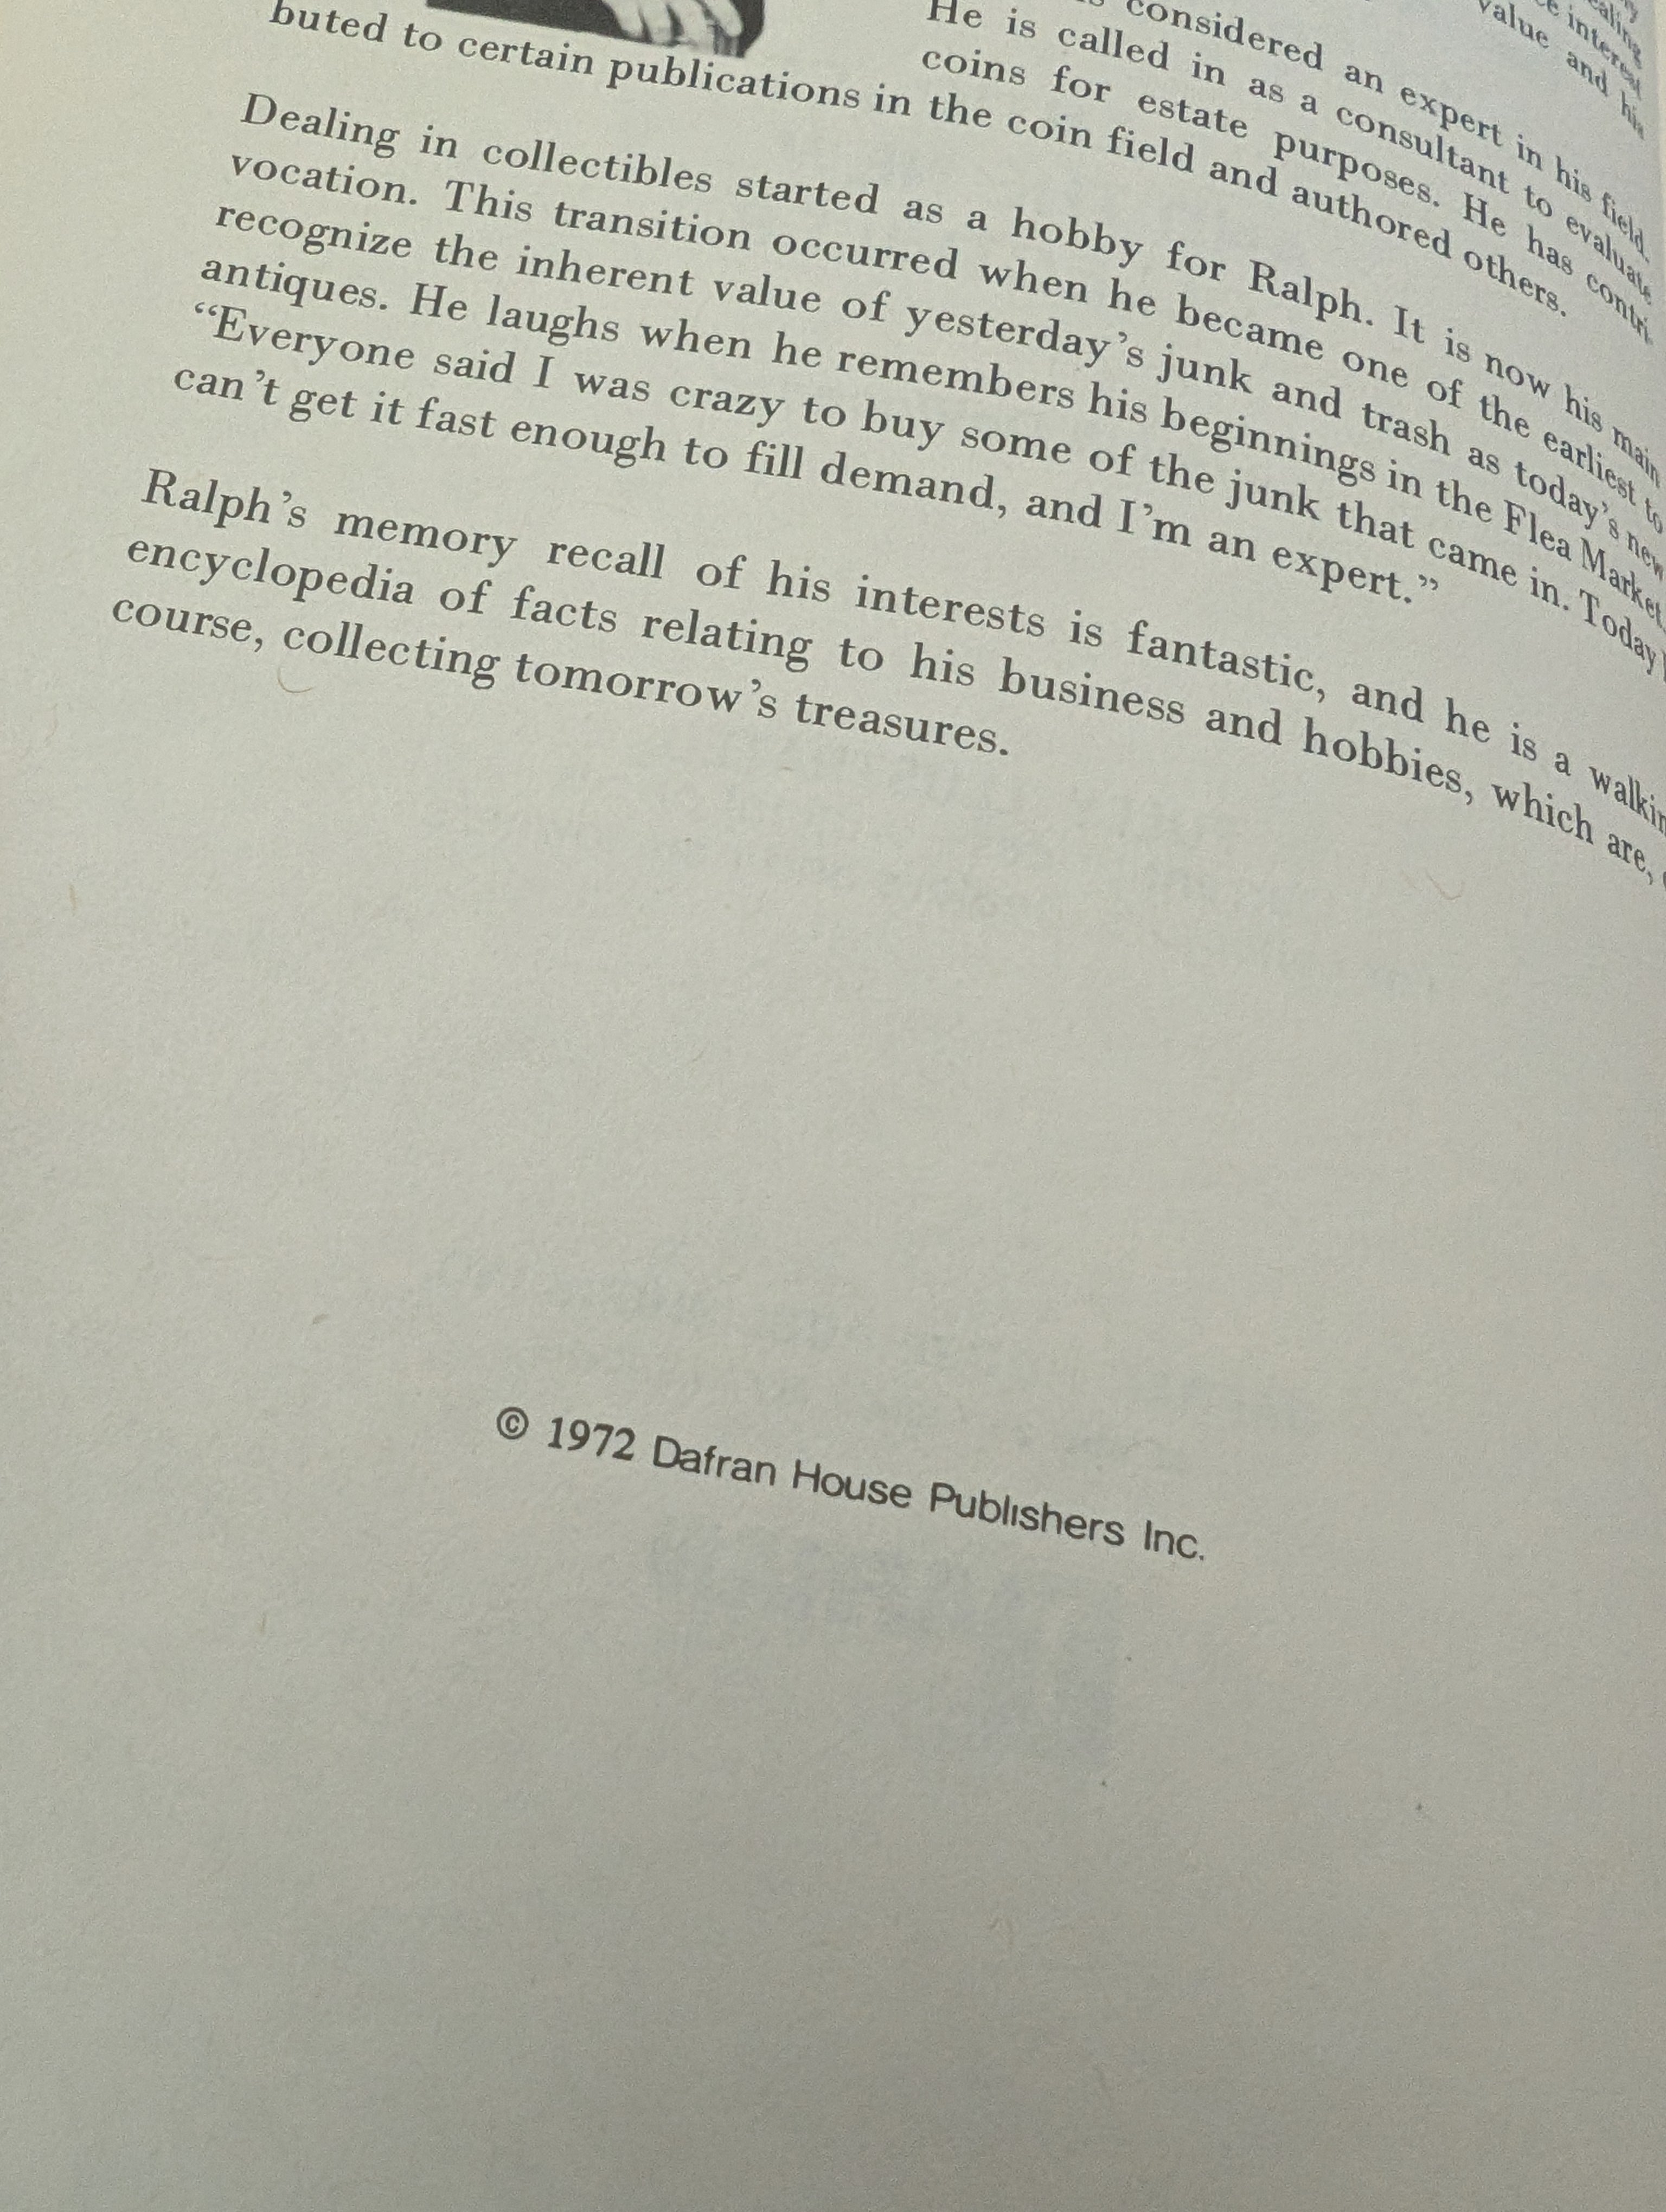 value and his
considered an expert in his field.
He is called in as a consultant to evaluate
coins for estate purposes. He has contri-
buted to certain publications in the coin field and authored others.
Dealing in collectibles started as a hobby for Ralph. It is now his main
vocation. This transition occurred when he became one of the earliest to
recognize the inherent value of yesterday's junk and trash as today's new
antiques. He laughs when he remembers his beginnings in the Flea Market.
“Everyone said I was crazy to buy some of the junk that came in. Today
can't get it fast enough to fill demand, and I'm an expert.”
Ralph's memory recall of his interests is fantastic, and he is a
encyclopedia of facts relating to his business and hobbies, which are,
course, collecting tomorrow's treasures.
© 1972 Dafran House Publishers Inc.